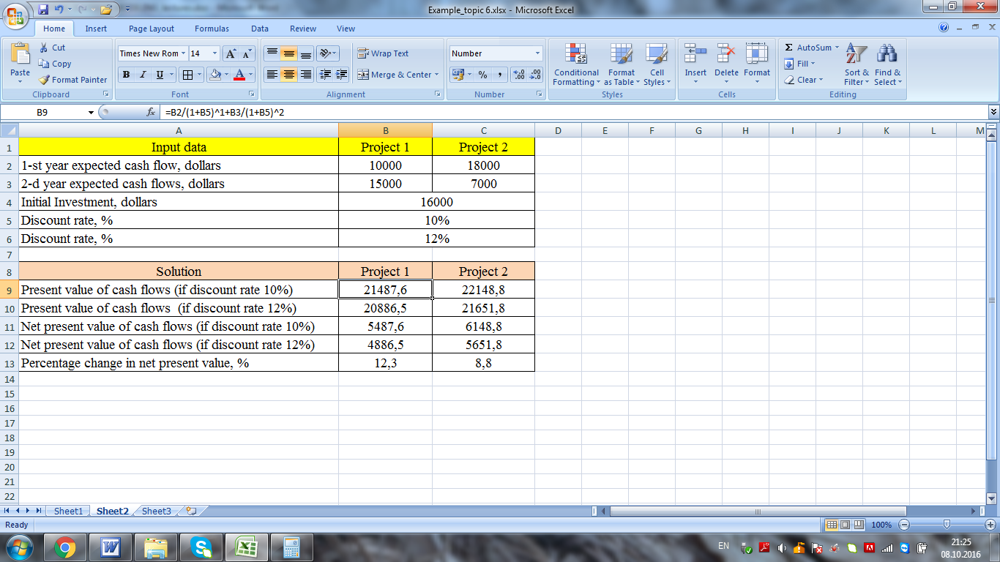 Example_topic 6.xlsx - Microsoft Excel
Home Insert Page Layout Formulas Data Review View
Paste
Cut
Copy
Format Painter
Clipboard
Times New Rom 14
B I U
Font
Wrap Text
Merge & Center
Alignment
Number
% , ,00 ,0
Number
Conditional Formatting
Format as Table
Cell Styles
Styles
Insert Delete Format
Cells
Σ AutoSum
Fill
Clear
Sort & Filter
Find & Select
Editing
B9 fx =B2/(1+B5)^1+B3/(1+B5)^2
A B C D E F G H I J K L M
1 Input data Project 1 Project 2
2 1-st year expected cash flow, dollars 10000 18000
3 2-d year expected cash flows, dollars 15000 7000
4 Initial Investment, dollars 16000
5 Discount rate, % 10%
6 Discount rate, % 12%
7
8 Solution Project 1 Project 2
9 Present value of cash flows (if discount rate 10%) 21487,6 22148,8
10 Present value of cash flows (if discount rate 12%) 20886,5 21651,8
11 Net present value of cash flows (if discount rate 10%) 5487,6 6148,8
12 Net present value of cash flows (if discount rate 12%) 4886,5 5651,8
13 Percentage change in net present value, % 12,3 8,8
14
15
16
17
18
19
20
21
22
Sheet1 Sheet2 Sheet3
Ready 100%
EN 21:25
08.10.2016